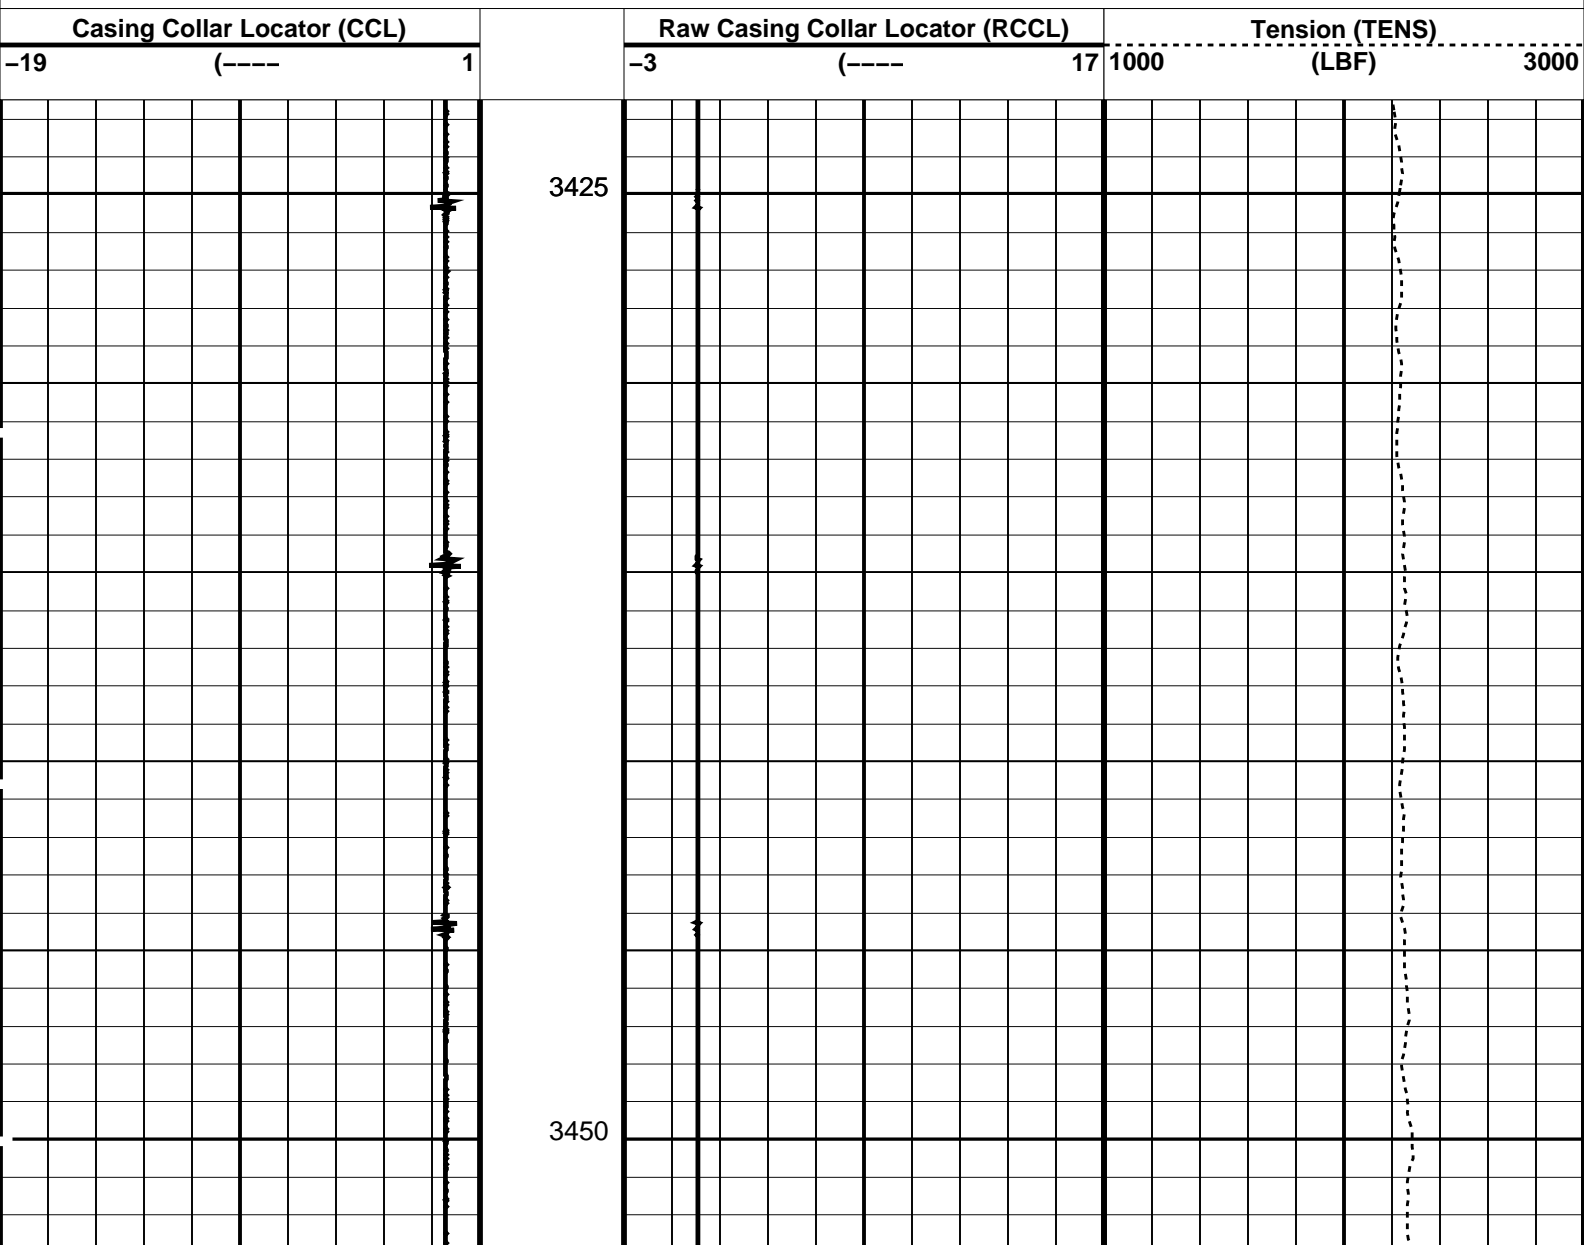 Casing Collar Locator (CCL) Raw Casing Collar Locator (RCCL) Tension (TENS)
−19 (−−−− 1 −3 (−−−− 17 1000 (LBF) 3000
3425
3450